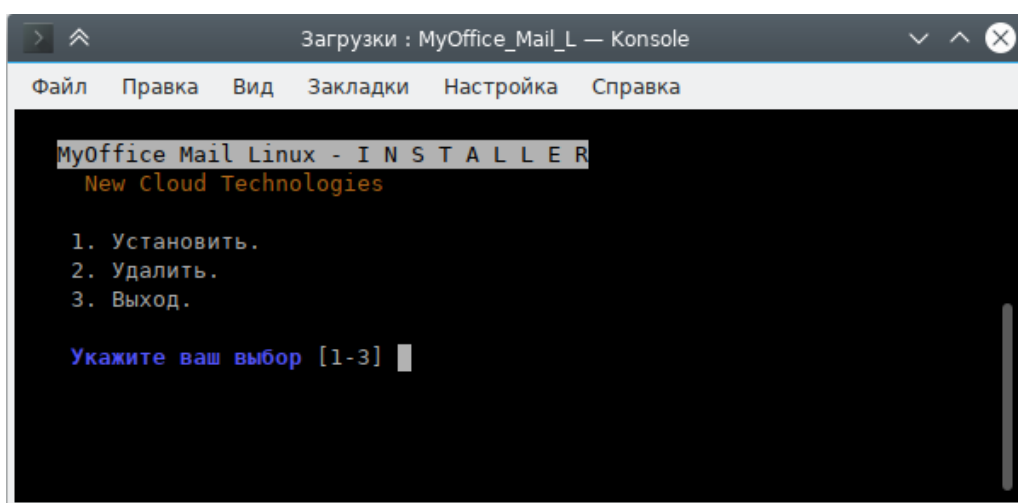 Загрузки : MyOffice_Mail_L — Konsole
Файл Правка Вид Закладки Настройка Справка
MyOffice Mail Linux - I N S T A L L E R
New Cloud Technologies
1. Установить.
2. Удалить.
3. Выход.
Укажите ваш выбор [1-3]